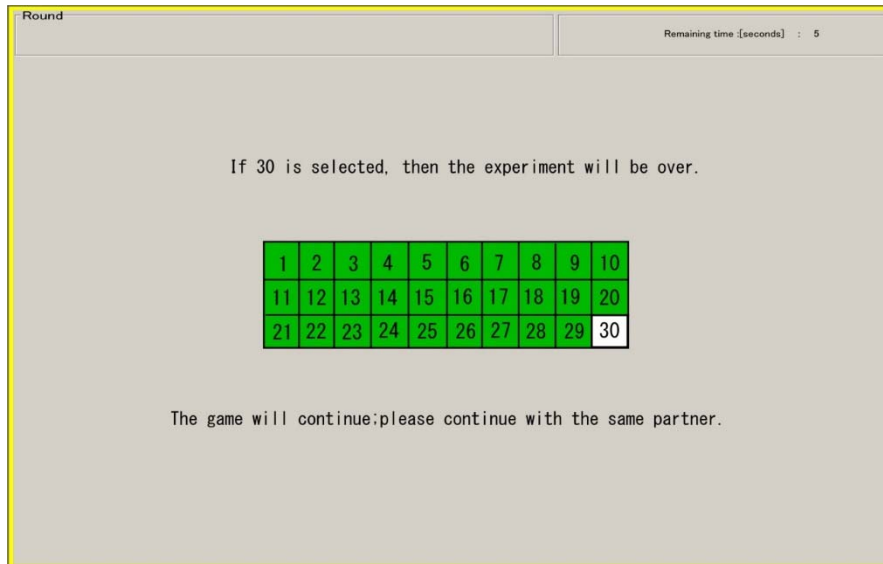 Round
Remaining time :[seconds] : 5
If 30 is selected, then the experiment will be over.
1 2 3 4 5 6 7 8 9 10
11 12 13 14 15 16 17 18 19 20
21 22 23 24 25 26 27 28 29 30
The game will continue;please continue with the same partner.